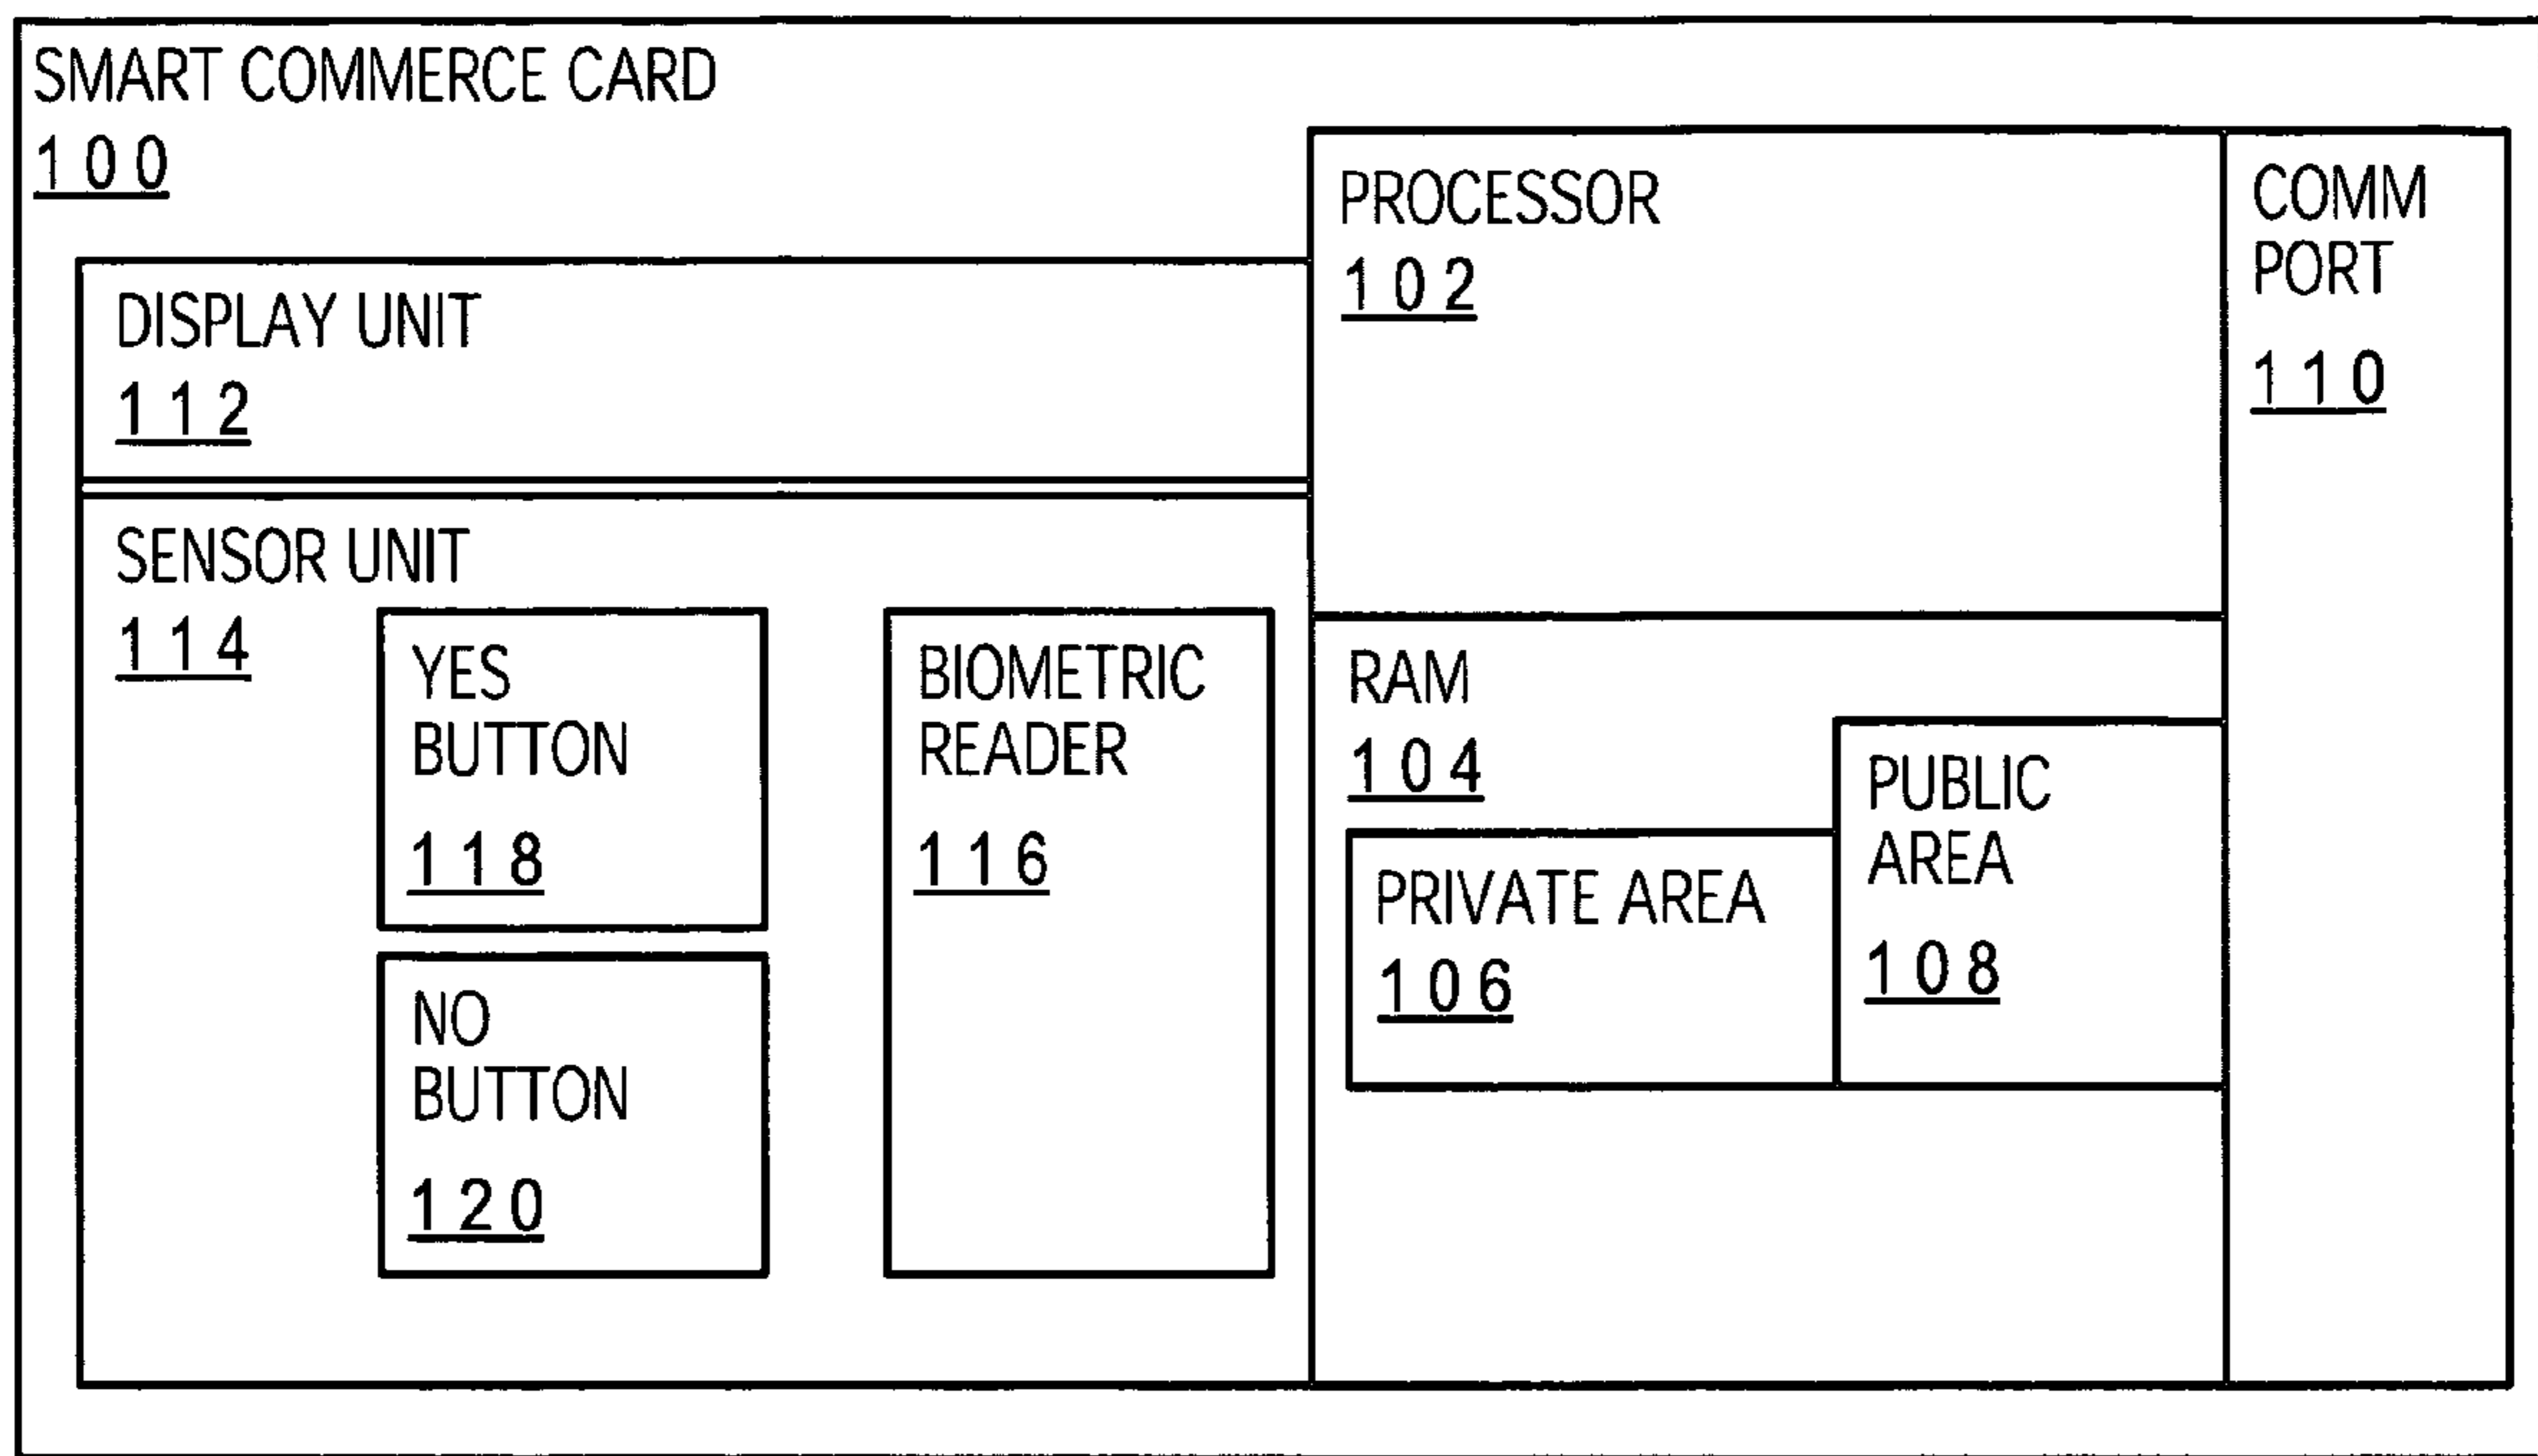 SMART COMMERCE CARD
100
DISPLAY UNIT
112
SENSOR UNIT
114
YES
BUTTON
118
NO
BUTTON
120
BIOMETRIC
READER
116
PROCESSOR
102
RAM
104
PRIVATE AREA
106
PUBLIC
AREA
108
COMM
PORT
110